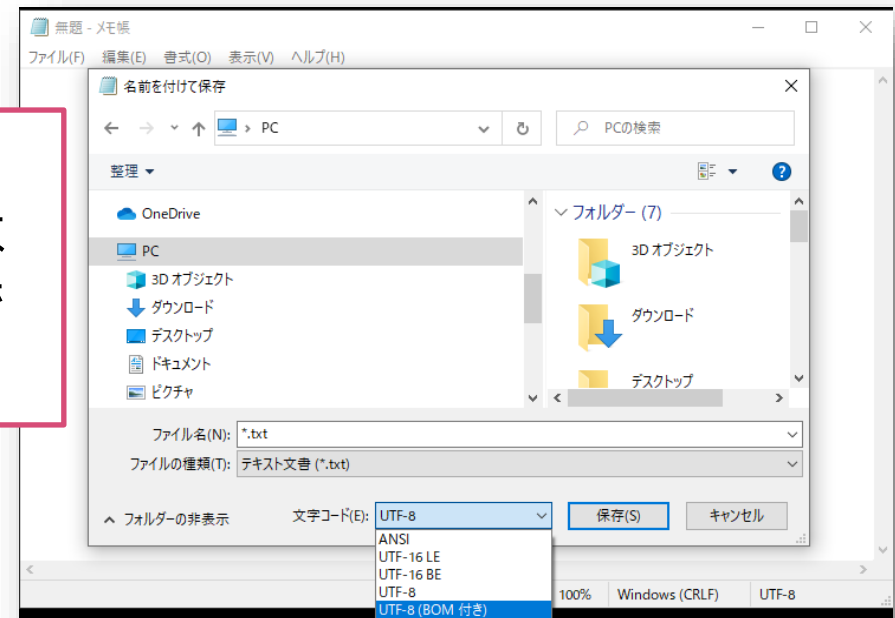 無題 - メモ帳
ファイル(F) 編集(E) 書式(O) 表示(V) ヘルプ(H)
名前を付けて保存
PC
PCの検索
整理
OneDrive
PC
3D オブジェクト
ダウンロード
デスクトップ
ドキュメント
ピクチャ
フォルダー (7)
3D オブジェクト
ダウンロード
デスクトップ
ファイル名(N): *.txt
ファイルの種類(T): テキスト文書 (*.txt)
フォルダーの非表示
文字コード(E): UTF-8
保存(S)
キャンセル
ANSI
UTF-16 LE
UTF-16 BE
UTF-8
UTF-8 (BOM 付き)
100% Windows (CRLF) UTF-8